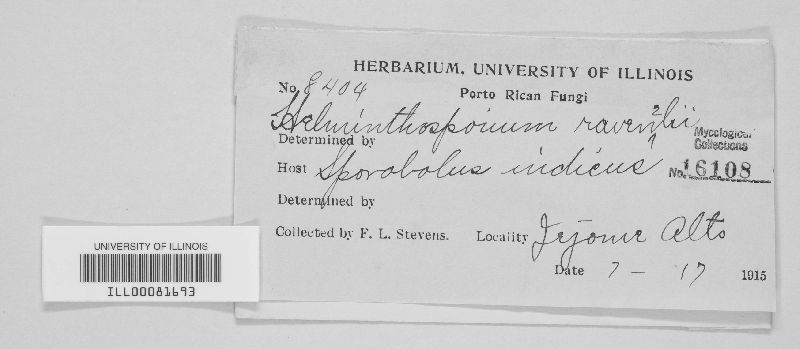 HERBARIUM, UNIVERSITY OF ILLINOIS
No. 8404
Porto Rican Fungi
Helminthosporium ravenelii
Determined by
Mycological Collections
No. 16108
Host Sporobolus indicus
Determined by
Collected by F. L. Stevens. Locality Jejome Alto
Date 7 - 17 1915
UNIVERSITY OF ILLINOIS
ILL00081693